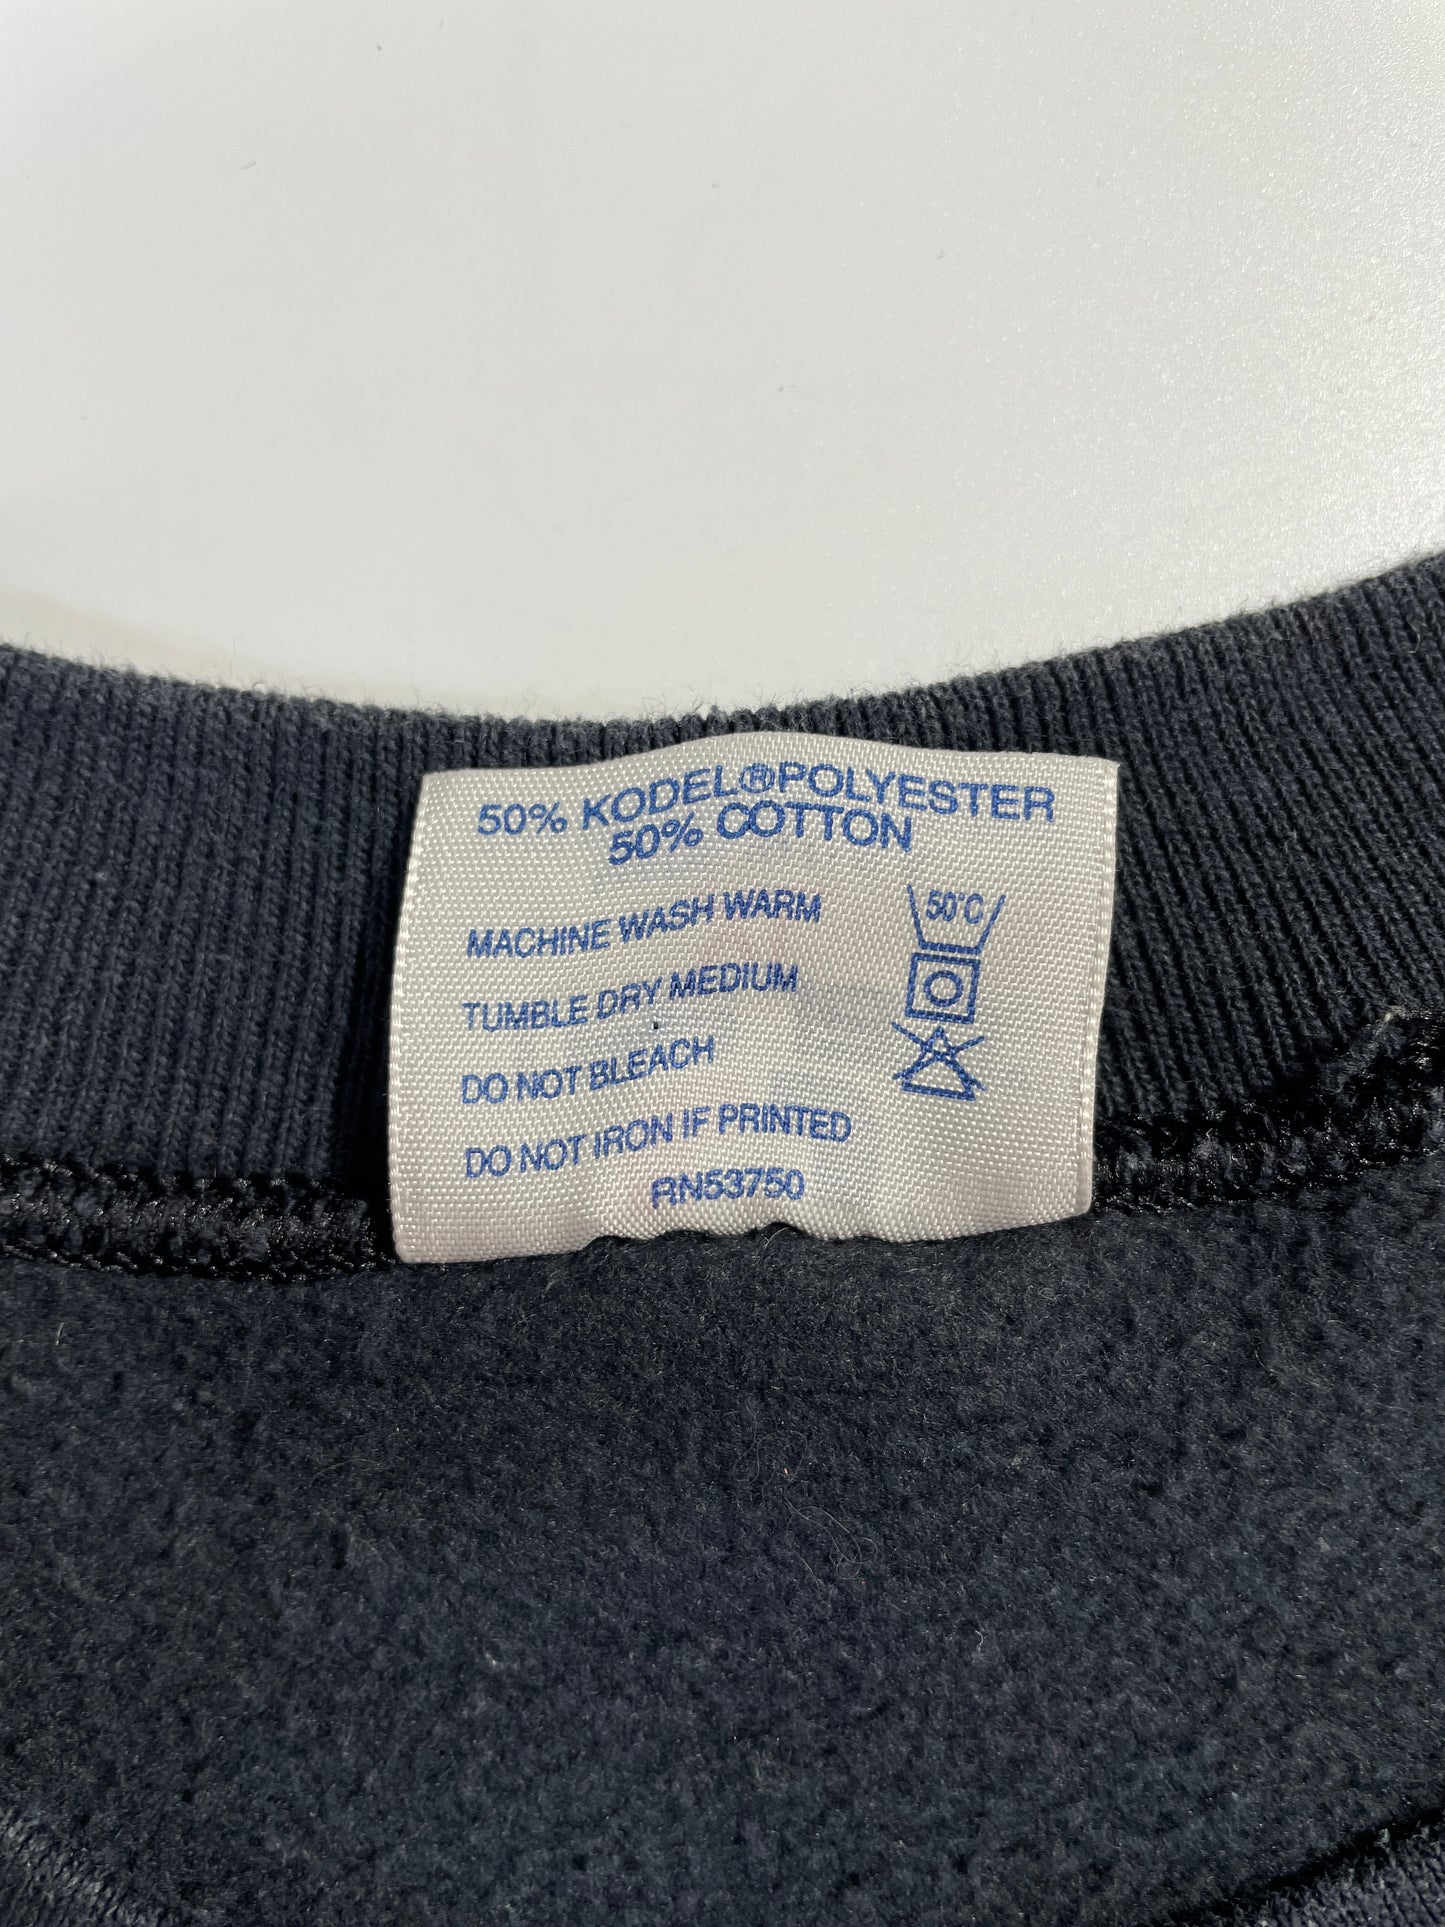 50% KODEL®POLYESTER
50% COTTON
MACHINE WASH WARM
50°C
TUMBLE DRY MEDIUM
DO NOT BLEACH
DO NOT IRON IF PRINTED
RN53750